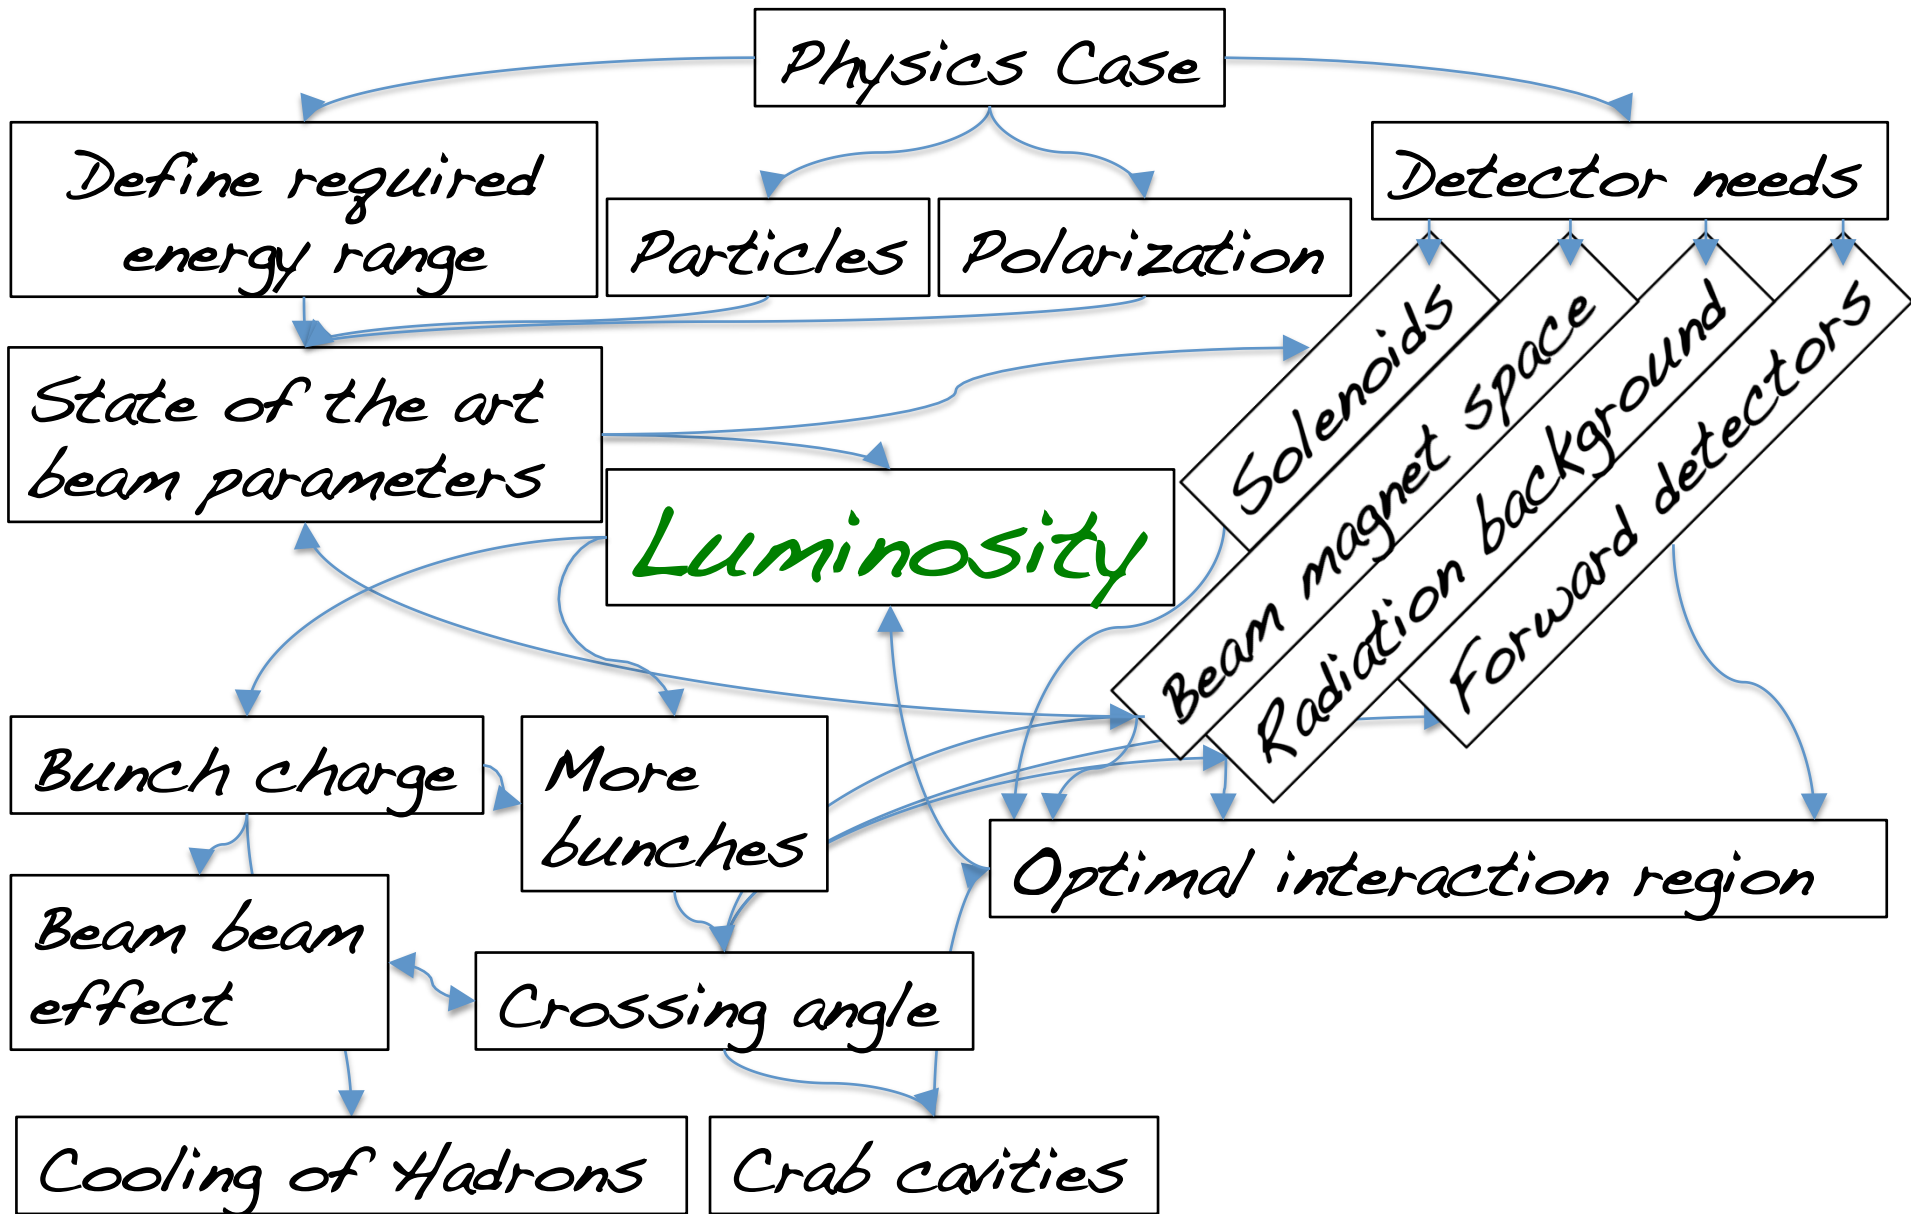 Physics Case
Define required
energy range
Particles
Polarization
Detector needs
State of the art
beam parameters
Luminosity
Solenoids
Beam magnet space
Radiation background
Forward detectors
Bunch charge
More
bunches
Optimal interaction region
Beam beam
effect
Crossing angle
Cooling of Hadrons
Crab cavities